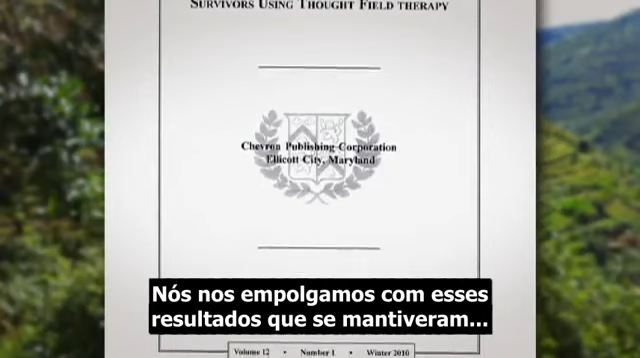 SURVIVORS USING THOUGHT FIELD THERAPY
Chevron Publishing Corporation
Ellicott City, Maryland
Nós nos empolgamos com esses
resultados que se mantiveram...
Volume 12 • Number 1 • Winter 2010